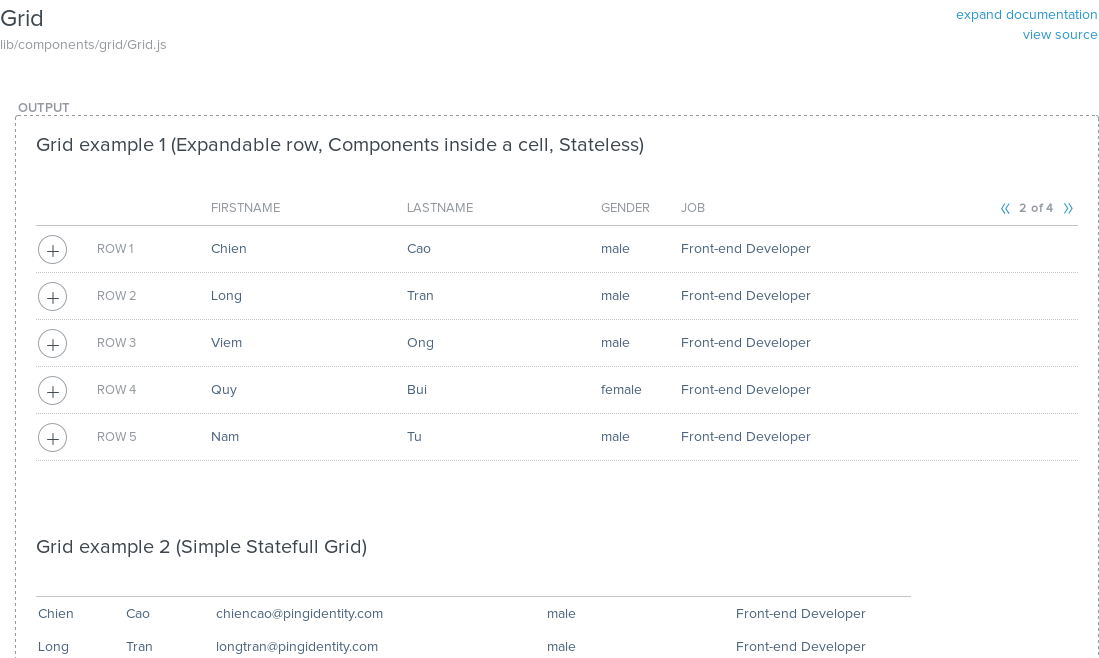 Grid
expand documentation
lib/components/grid/Grid.js
view source
OUTPUT
Grid example 1 (Expandable row, Components inside a cell, Stateless)
FIRSTNAME LASTNAME GENDER JOB « 2 of 4 »
ROW 1 Chien Cao male Front-end Developer
ROW 2 Long Tran male Front-end Developer
ROW 3 Viem Ong male Front-end Developer
ROW 4 Quy Bui female Front-end Developer
ROW 5 Nam Tu male Front-end Developer
Grid example 2 (Simple Statefull Grid)
Chien Cao chiencao@pingidentity.com male Front-end Developer
Long Tran longtran@pingidentity.com male Front-end Developer